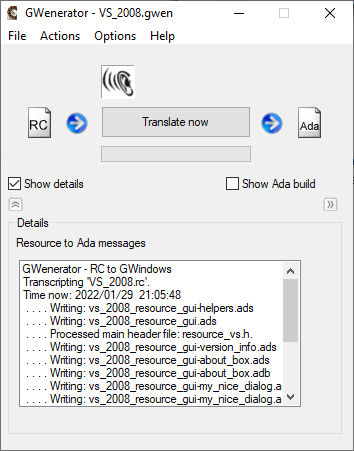 GWenerator - VS_2008.gwen
File Actions Options Help
RC Translate now Ada
Show details Show Ada build
Details
Resource to Ada messages
GWenerator - RC to GWindows
Transcripting 'VS_2008.rc'.
Time now: 2022/01/29 21:05:48
. . . . Writing: vs_2008_resource_gui-helpers.ads
. . . . Writing: vs_2008_resource_gui.ads
. . . . Processed main header file: resource_vs.h.
. . . . Writing: vs_2008_resource_gui-version_info.ads
. . . . Writing: vs_2008_resource_gui-about_box.ads
. . . . Writing: vs_2008_resource_gui-about_box.adb
. . . . Writing: vs_2008_resource_gui-my_nice_dialog.a
. . . . Writing: vs_2008_resource_gui-my_nice_dialog.a